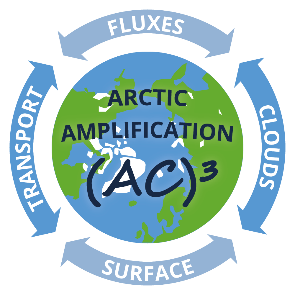 FLUXES
TRANSPORT
ARCTIC
AMPLIFICATION
(AC)³
CLOUDS
SURFACE